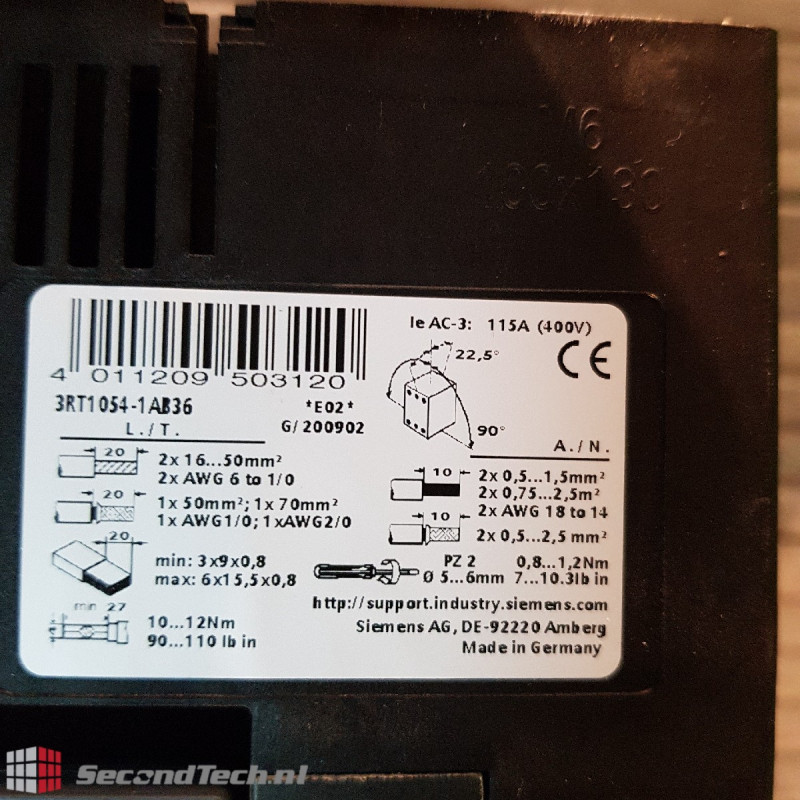 M6
130x180
Ie AC-3: 115A (400V)
22,5°
CE
4 011209 503120
3RT1054-1AB36
*E02*
G/200902
90°
L./T.
20
2x 16...50mm²
2x AWG 6 to 1/0
20
1x 50mm²; 1x 70mm²
1x AWG1/0; 1xAWG2/0
20
min: 3x9x0,8
max: 6x15,5x0,8
min 27
10...12Nm
90...110 lb in
A./N.
10
2x 0,5...1,5mm²
2x 0,75...2,5m²
2x AWG 18 to 14
10
2x 0,5...2,5 mm²
PZ 2 0,8...1,2Nm
Ø 5...6mm 7...10.3lb in
http://support.industry.siemens.com
Siemens AG, DE-92220 Amberg
Made in Germany
SecondTech.nl